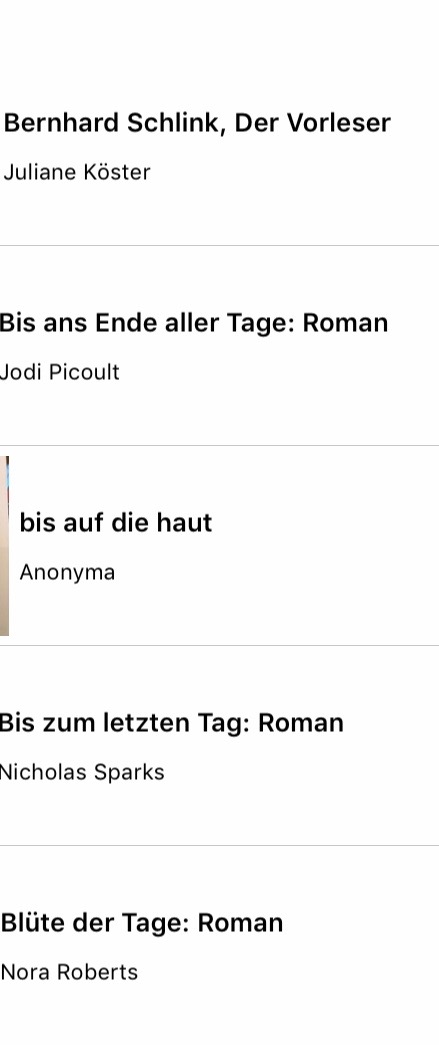 Bernhard Schlink, Der Vorleser
Juliane Köster
Bis ans Ende aller Tage: Roman
Jodi Picoult
bis auf die haut
Anonyma
Bis zum letzten Tag: Roman
Nicholas Sparks
Blüte der Tage: Roman
Nora Roberts